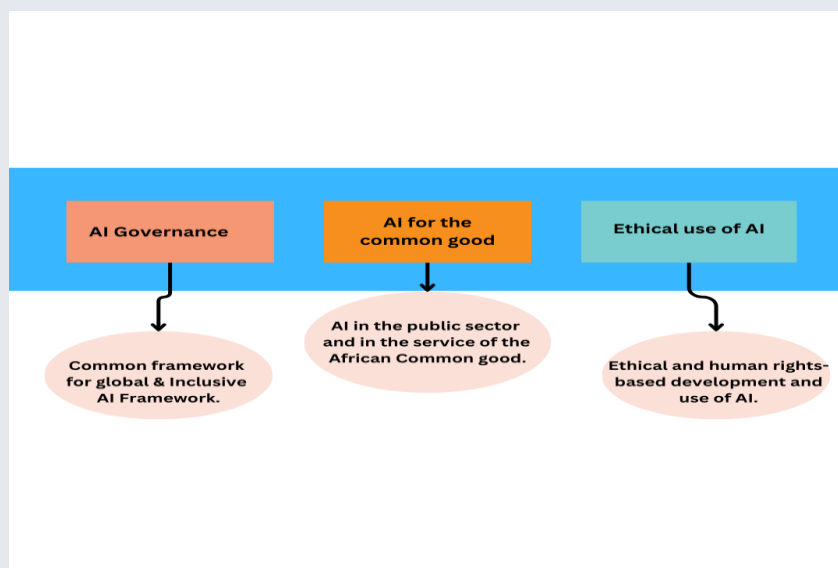 AI Governance
AI for the
common good
Ethical use of AI
Common framework
for global & Inclusive
AI Framework.
AI in the public sector
and in the service of the
African Common good.
Ethical and human rights-
based development and
use of AI.